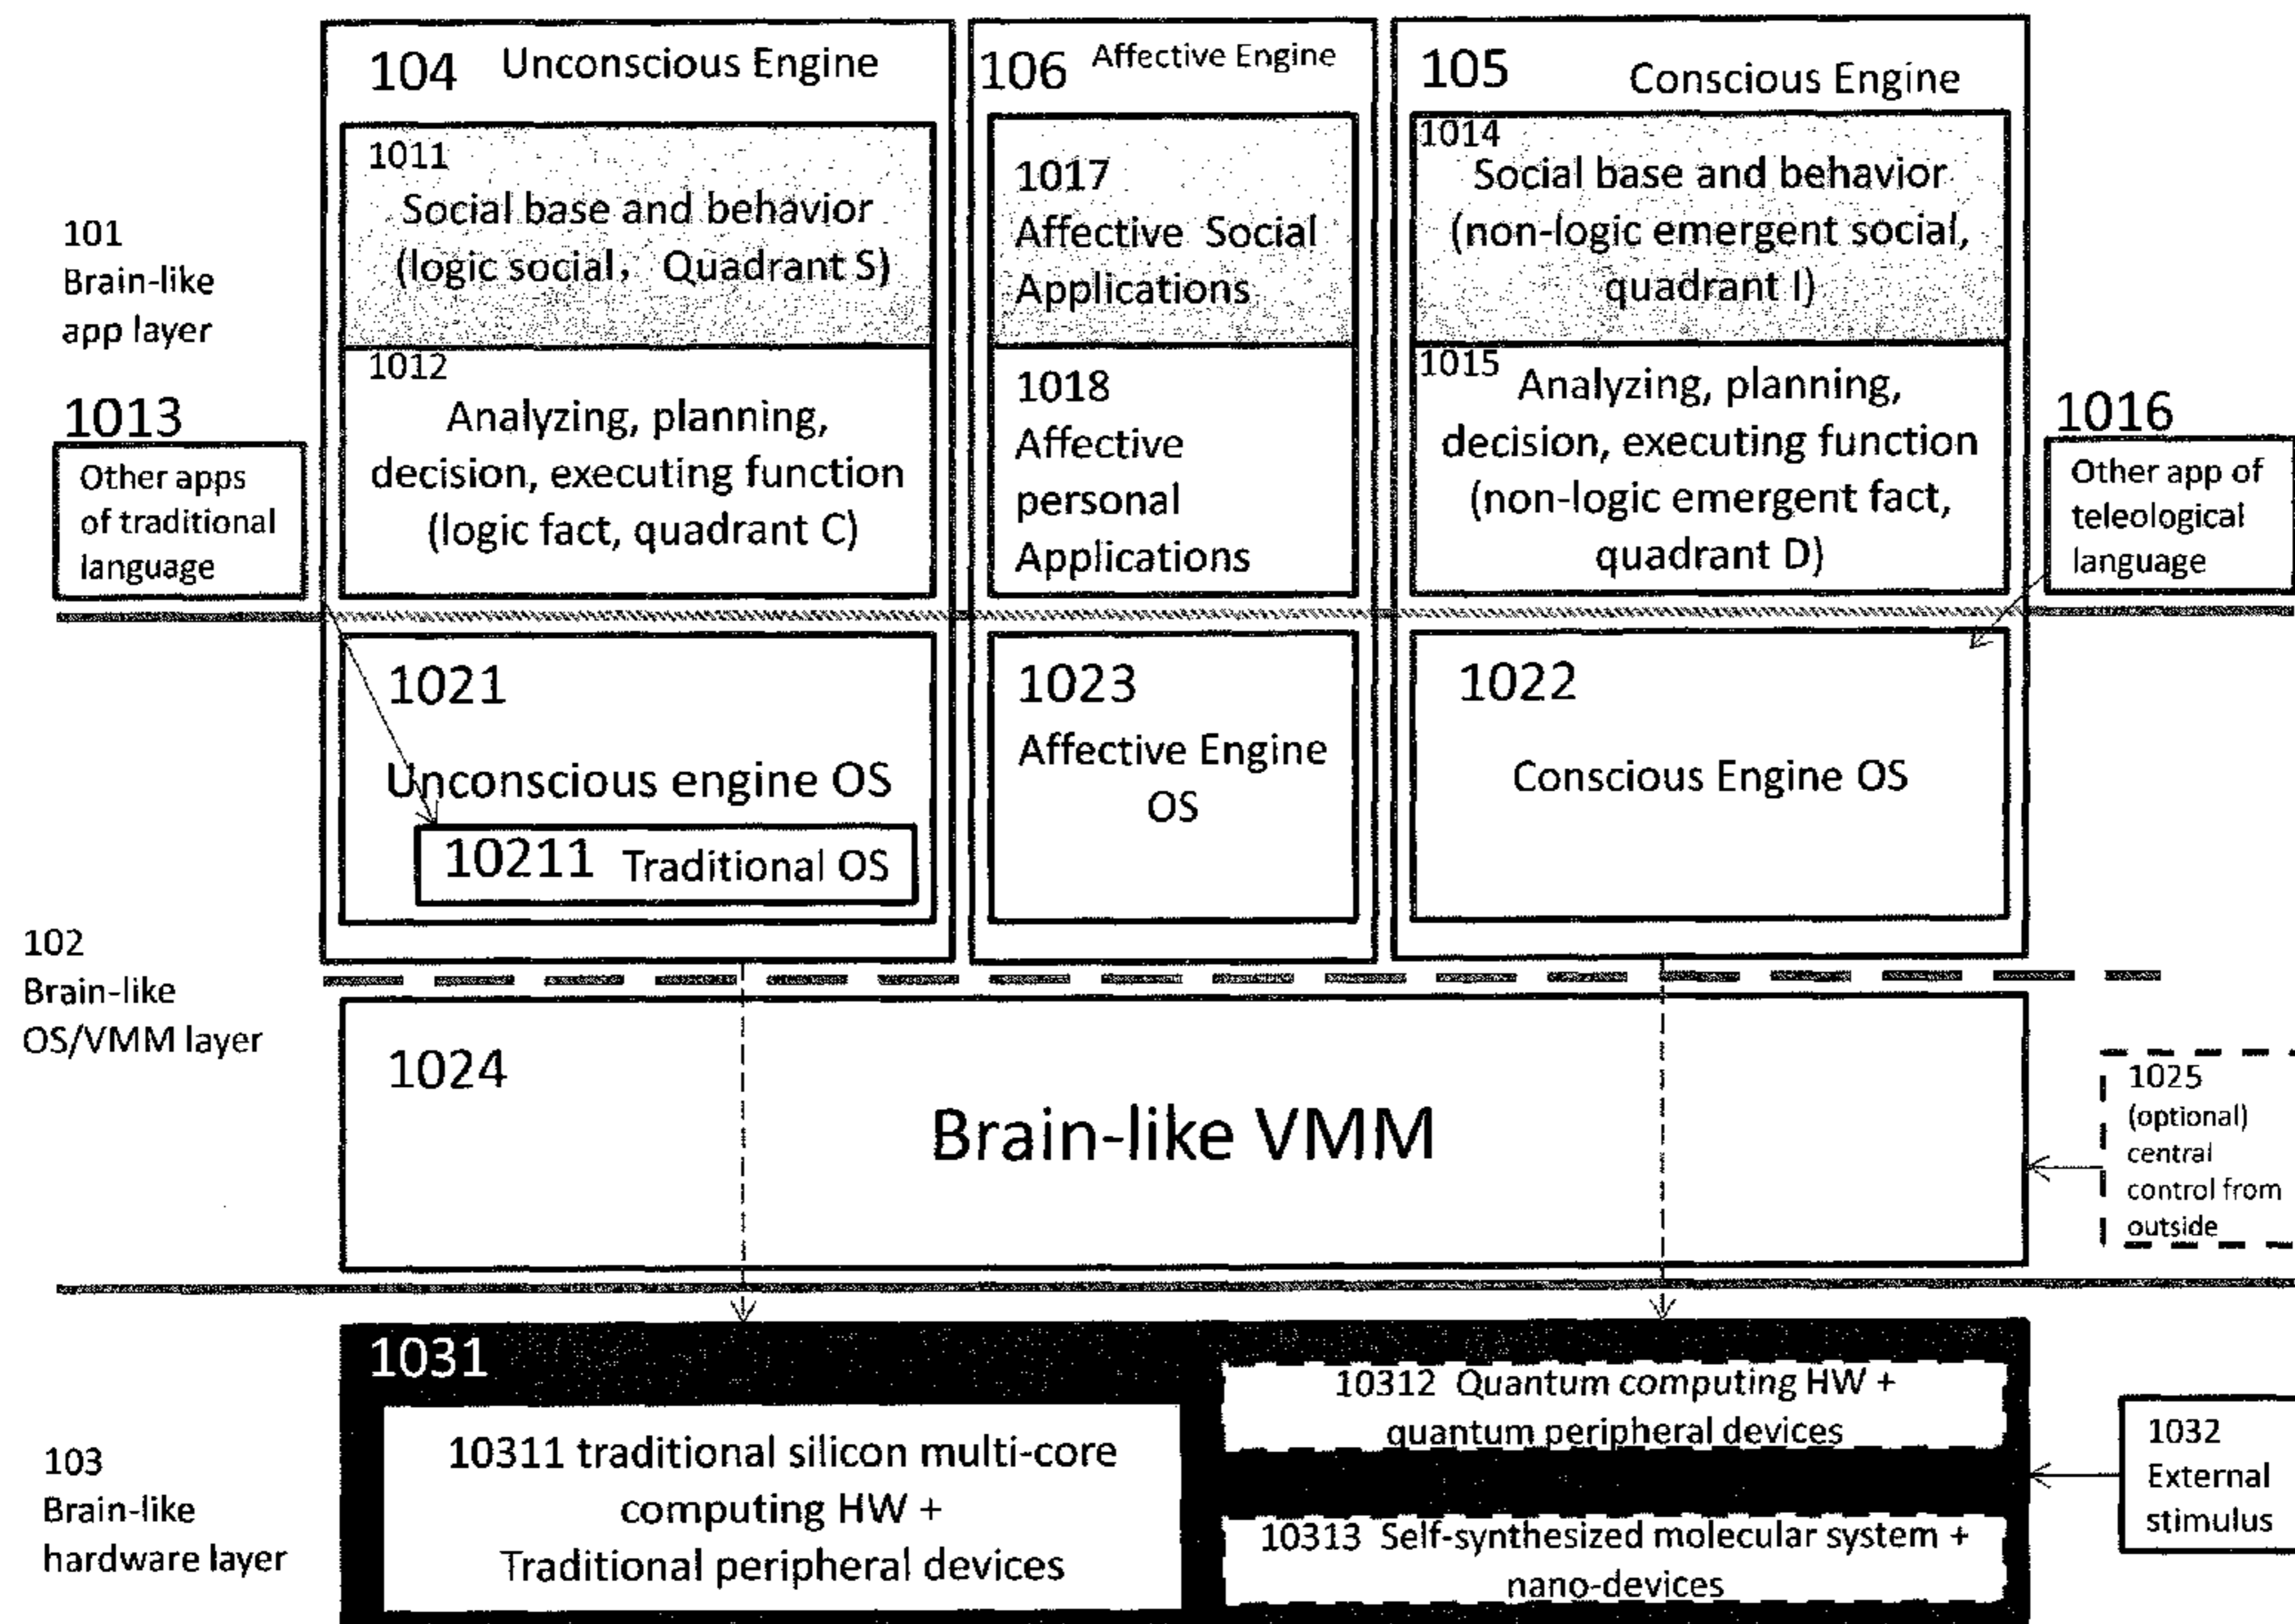 104 Unconscious Engine
1011
Social base and behavior
(logic social, Quadrant S)
1012
Analyzing, planning,
decision, executing function
(logic fact, quadrant C)
106 Affective Engine
1017
Affective Social
Applications
1018
Affective
personal
Applications
105 Conscious Engine
1014
Social base and behavior
(non-logic emergent social,
quadrant I)
1015 Analyzing, planning,
decision, executing function
(non-logic emergent fact,
quadrant D)
101
Brain-like
app layer
1013
Other apps
of traditional
language
1016
Other app of
teleological
language
1021
Unconscious engine OS
10211 Traditional OS
1023
Affective Engine
OS
1022
Conscious Engine OS
102
Brain-like
OS/VMM layer
1024
Brain-like VMM
1025
(optional)
central
control from
outside
1031
10311 traditional silicon multi-core
computing HW +
Traditional peripheral devices
10312 Quantum computing HW +
quantum peripheral devices
10313 Self-synthesized molecular system +
nano-devices
103
Brain-like
hardware layer
1032
External
stimulus